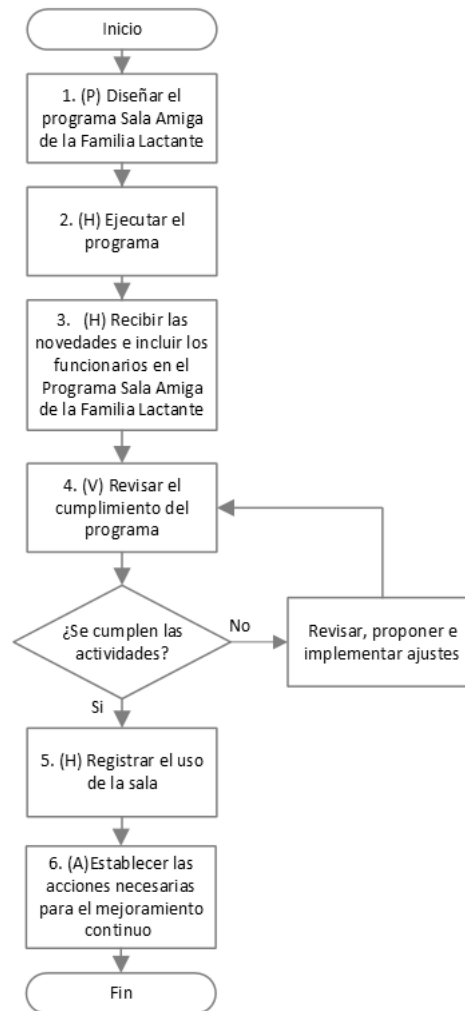 Inicio
1. (P) Diseñar el
programa Sala Amiga
de la Familia Lactante
2. (H) Ejecutar el
programa
3. (H) Recibir las
novedades e incluir los
funcionarios en el
Programa Sala Amiga
de la Familia Lactante
4. (V) Revisar el
cumplimiento del
programa
¿Se cumplen las
actividades?
No
Revisar, proponer e
implementar ajustes
Si
5. (H) Registrar el uso
de la sala
6. (A)Establecer las
acciones necesarias
para el mejoramiento
continuo
Fin